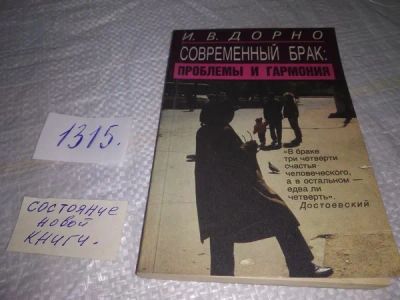 И. В. ДОРНО
СОВРЕМЕННЫЙ БРАК:
ПРОБЛЕМЫ И ГАРМОНИЯ
«В браке
три четверти
счастья
человеческого,
а в остальном —
едва ли
четверть».
Достоевский
1315.
СОСТОЯНИЕ
НОВОЙ
КНИГИ.